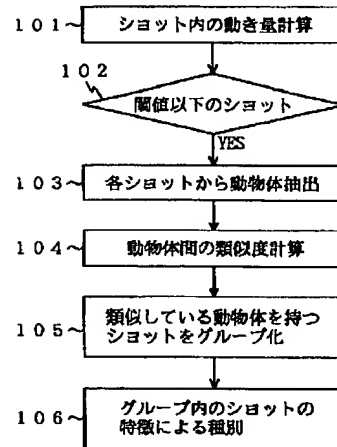 101 ショット内の動き量計算
102
閾値以下のショット
YES
103 各ショットから動物体抽出
104 動物体間の類似度計算
105 類似している動物体を持つ
ショットをグループ化
106 グループ内のショットの
特徴による種別